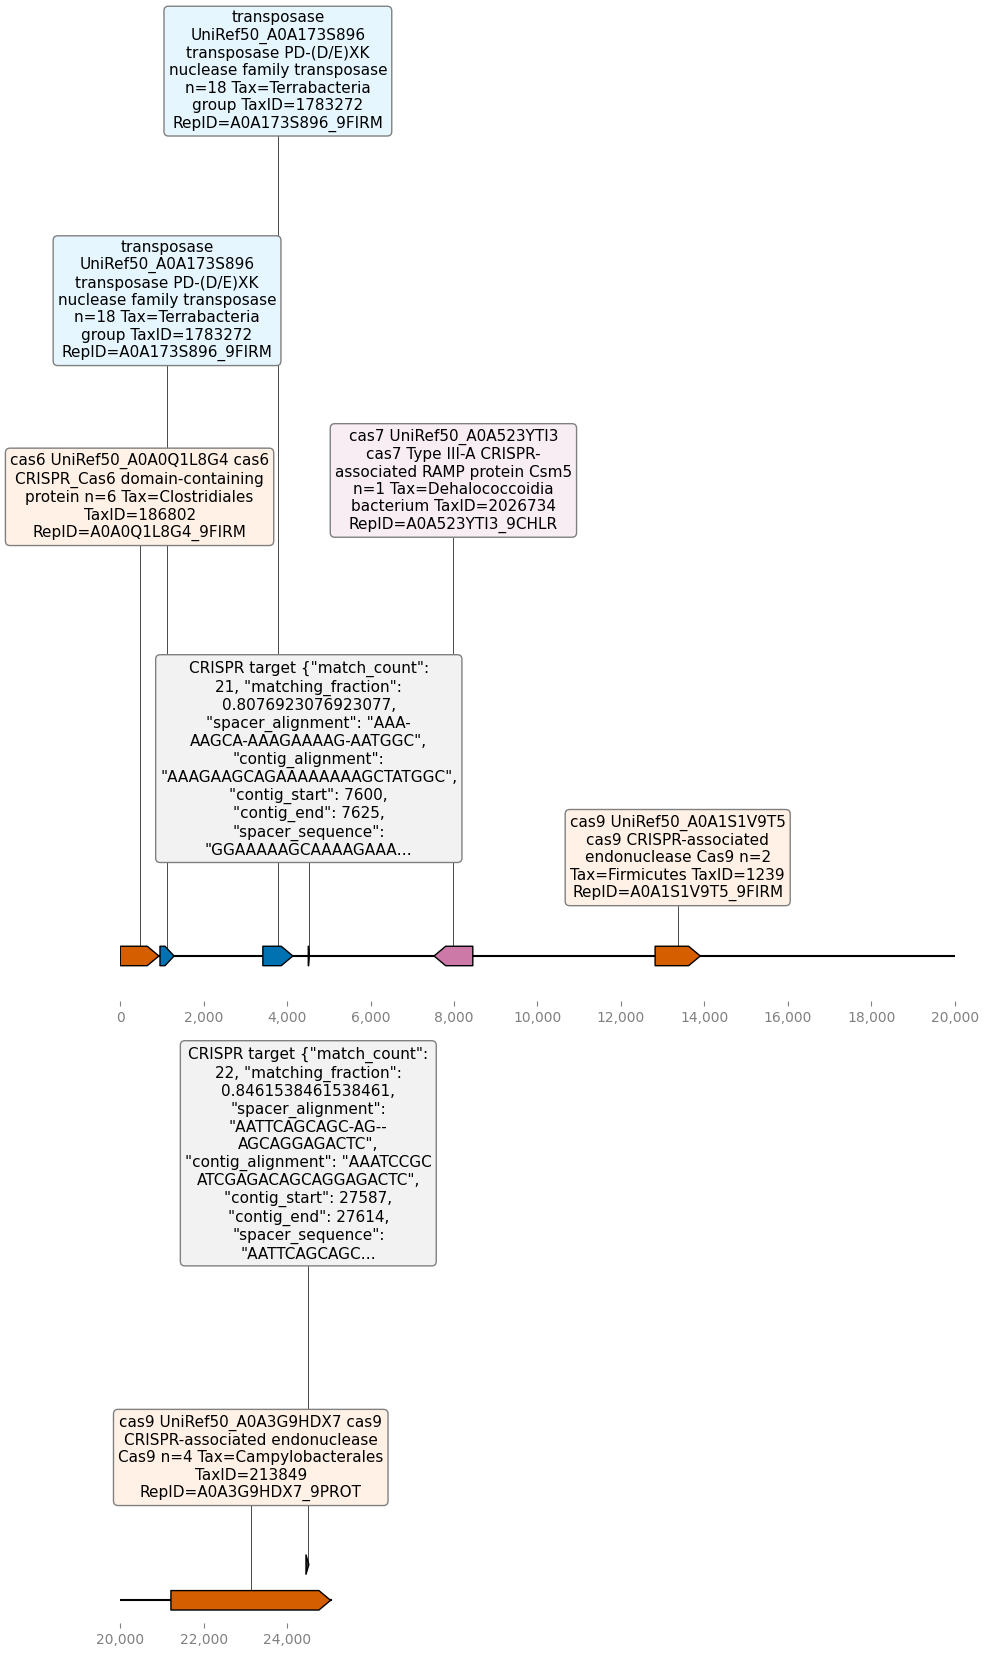 transposase
UniRef50_A0A173S896
transposase PD-(D/E)XK
nuclease family transposase
n=18 Tax=Terrabacteria
group TaxID=1783272
RepID=A0A173S896_9FIRM
transposase
UniRef50_A0A173S896
transposase PD-(D/E)XK
nuclease family transposase
n=18 Tax=Terrabacteria
group TaxID=1783272
RepID=A0A173S896_9FIRM
cas6 UniRef50_A0A0Q1L8G4 cas6
CRISPR_Cas6 domain-containing
protein n=6 Tax=Clostridiales
TaxID=186802
RepID=A0A0Q1L8G4_9FIRM
cas7 UniRef50_A0A523YTI3
cas7 Type III-A CRISPR-
associated RAMP protein Csm5
n=1 Tax=Dehalococcoidia
bacterium TaxID=2026734
RepID=A0A523YTI3_9CHLR
CRISPR target {"match_count":
21, "matching_fraction":
0.8076923076923077,
"spacer_alignment": "AAA-
AAGCA-AAAGAAAAG-AATGGC",
"contig_alignment":
"AAAGAAGCAGAAAAAAAAGCTATGGC",
"contig_start": 7600,
"contig_end": 7625,
"spacer_sequence":
"GGAAAAAGCAAAAGAAA...
cas9 UniRef50_A0A1S1V9T5
cas9 CRISPR-associated
endonuclease Cas9 n=2
Tax=Firmicutes TaxID=1239
RepID=A0A1S1V9T5_9FIRM
0 2,000 4,000 6,000 8,000 10,000 12,000 14,000 16,000 18,000 20,000
CRISPR target {"match_count":
22, "matching_fraction":
0.8461538461538461,
"spacer_alignment":
"AATTCAGCAGC-AG--
AGCAGGAGACTC",
"contig_alignment": "AAATCCGC
ATCGAGACAGCAGGAGACTC",
"contig_start": 27587,
"contig_end": 27614,
"spacer_sequence":
"AATTCAGCAGC...
cas9 UniRef50_A0A3G9HDX7 cas9
CRISPR-associated endonuclease
Cas9 n=4 Tax=Campylobacterales
TaxID=213849
RepID=A0A3G9HDX7_9PROT
20,000 22,000 24,000